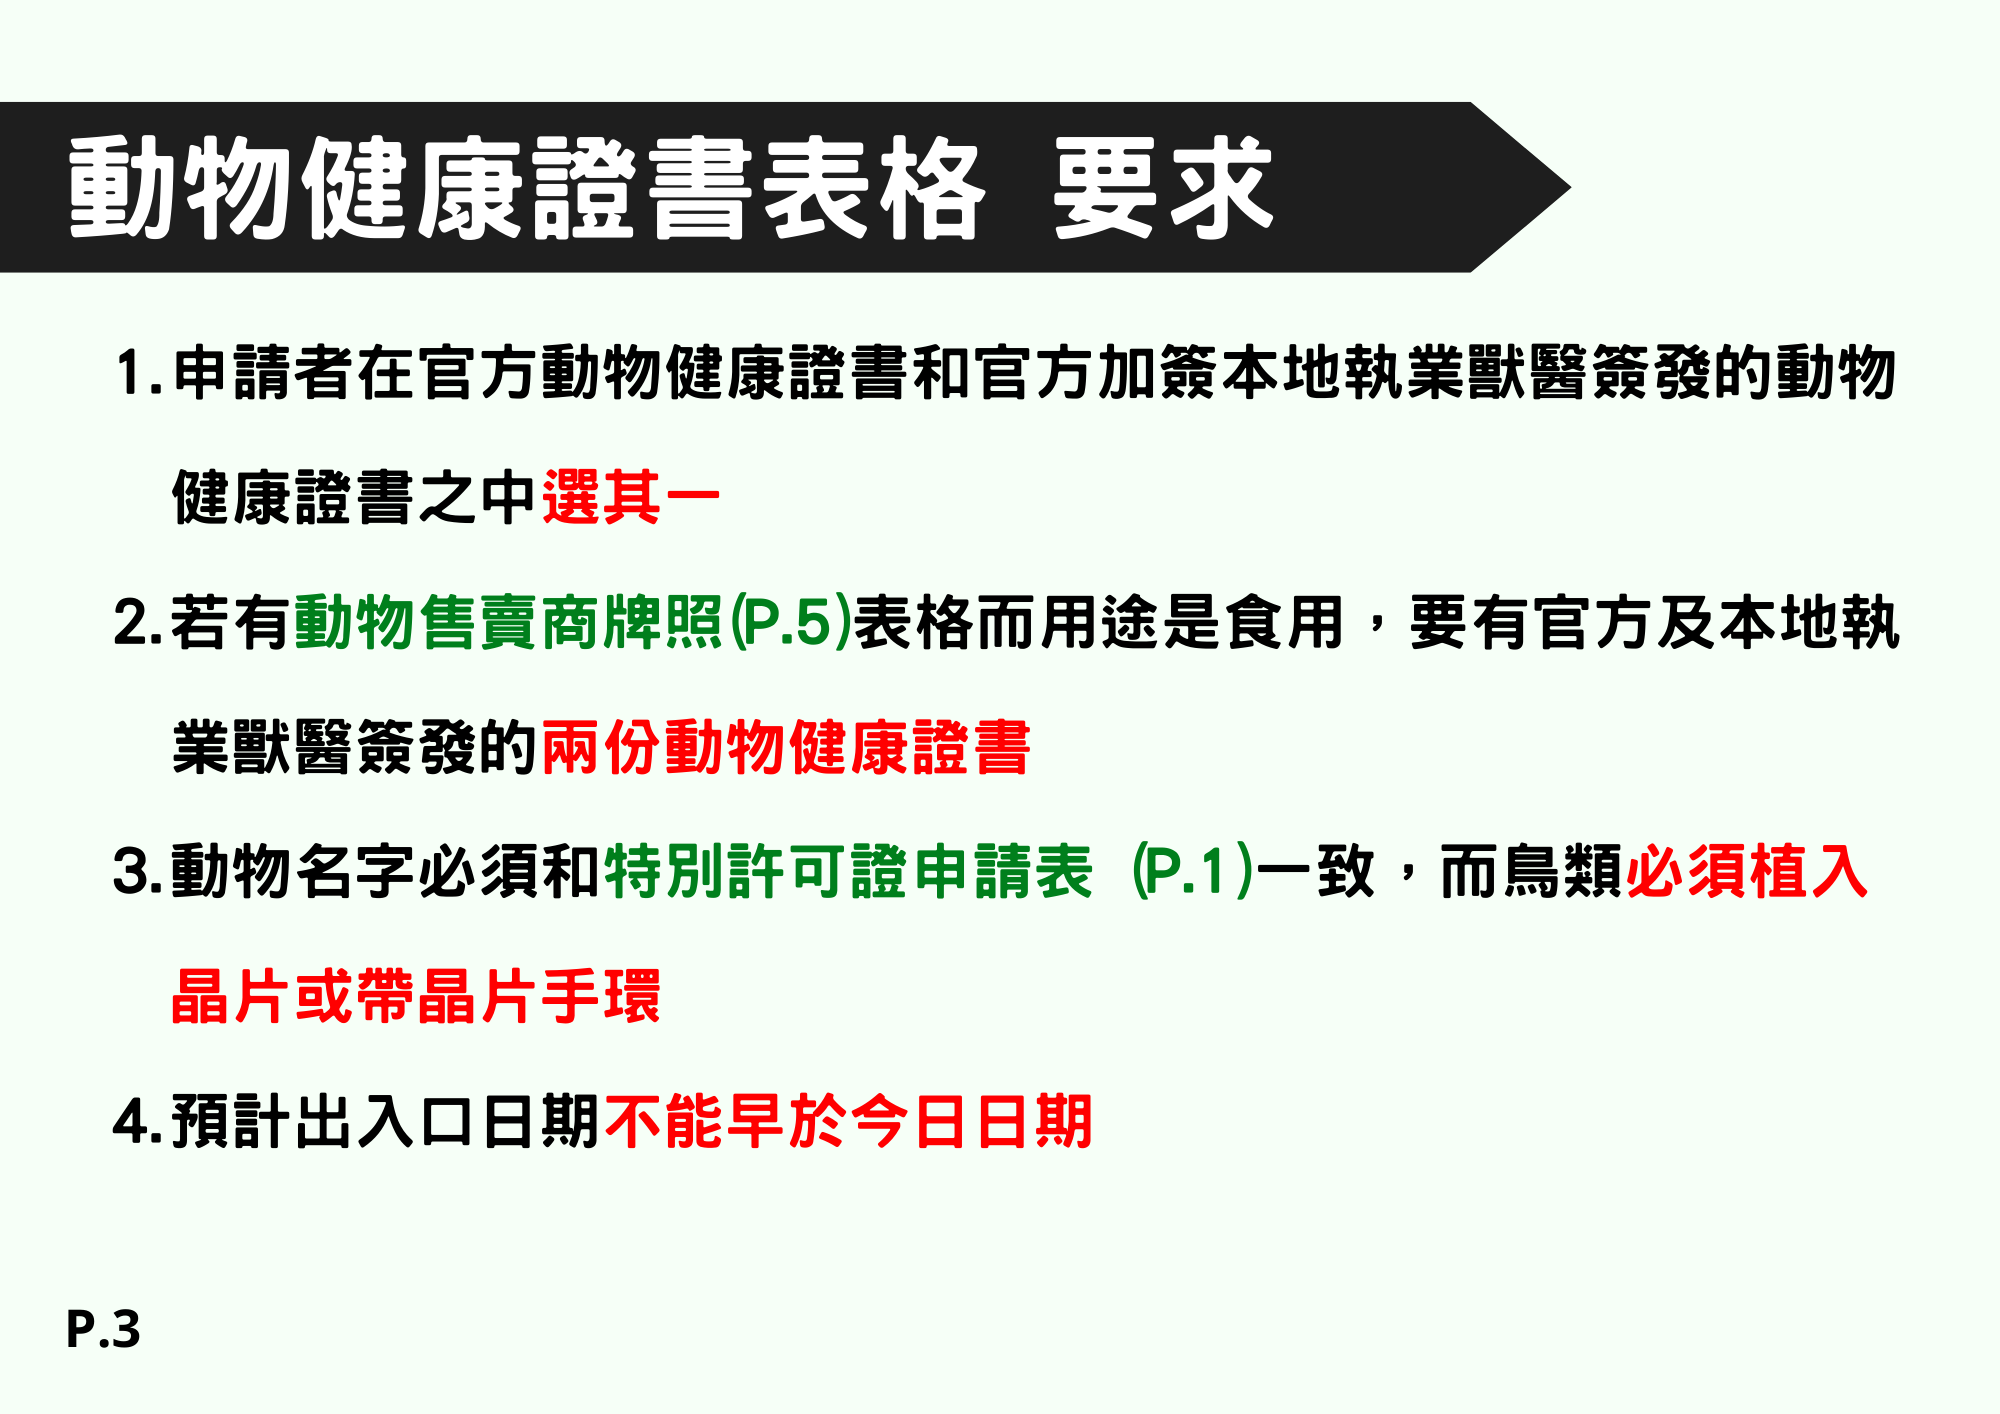 動物健康證書表格 要求
1.申請者在官方動物健康證書和官方加簽本地執業獸醫簽發的動物
健康證書之中選其一
2.若有動物售賣商牌照(P.5)表格而用途是食用，要有官方及本地執
業獸醫簽發的兩份動物健康證書
3.動物名字必須和特別許可證申請表 (P.1)一致，而鳥類必須植入
晶片或帶晶片手環
4.預計出入口日期不能早於今日日期
P.3